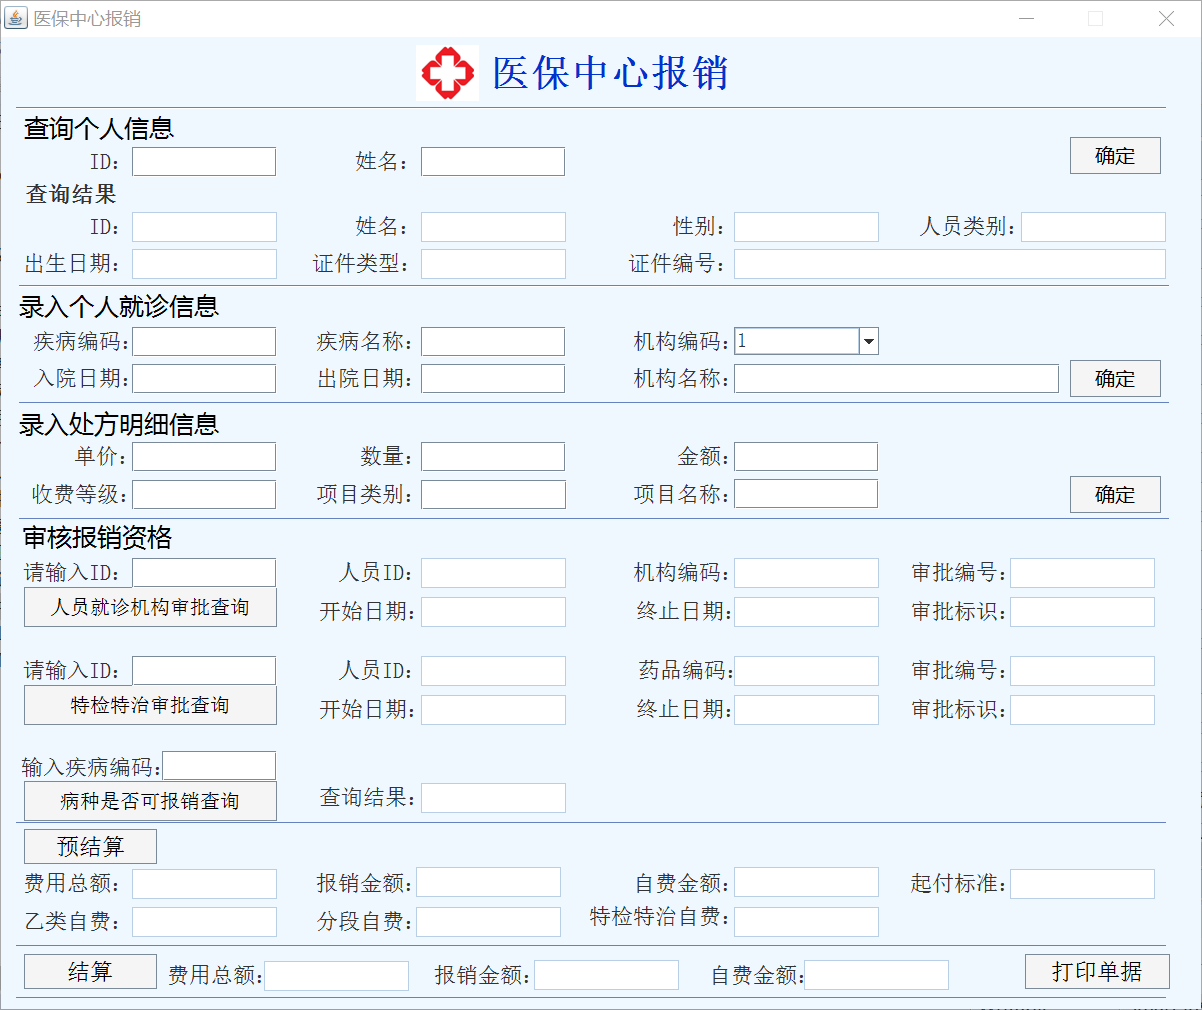 医保中心报销
医保中心报销
查询个人信息
ID: 姓名: 确定
查询结果
ID: 姓名: 性别: 人员类别:
出生日期: 证件类型: 证件编号:
录入个人就诊信息
疾病编码: 疾病名称: 机构编码: 1
入院日期: 出院日期: 机构名称: 确定
录入处方明细信息
单价: 数量: 金额:
收费等级: 项目类别: 项目名称: 确定
审核报销资格
请输入ID: 人员ID: 机构编码: 审批编号:
人员就诊机构审批查询 开始日期: 终止日期: 审批标识:
请输入ID: 人员ID: 药品编码: 审批编号:
特检特治审批查询 开始日期: 终止日期: 审批标识:
输入疾病编码:
病种是否可报销查询 查询结果:
预结算
费用总额: 报销金额: 自费金额: 起付标准:
乙类自费: 分段自费: 特检特治自费:
结算 费用总额: 报销金额: 自费金额: 打印单据